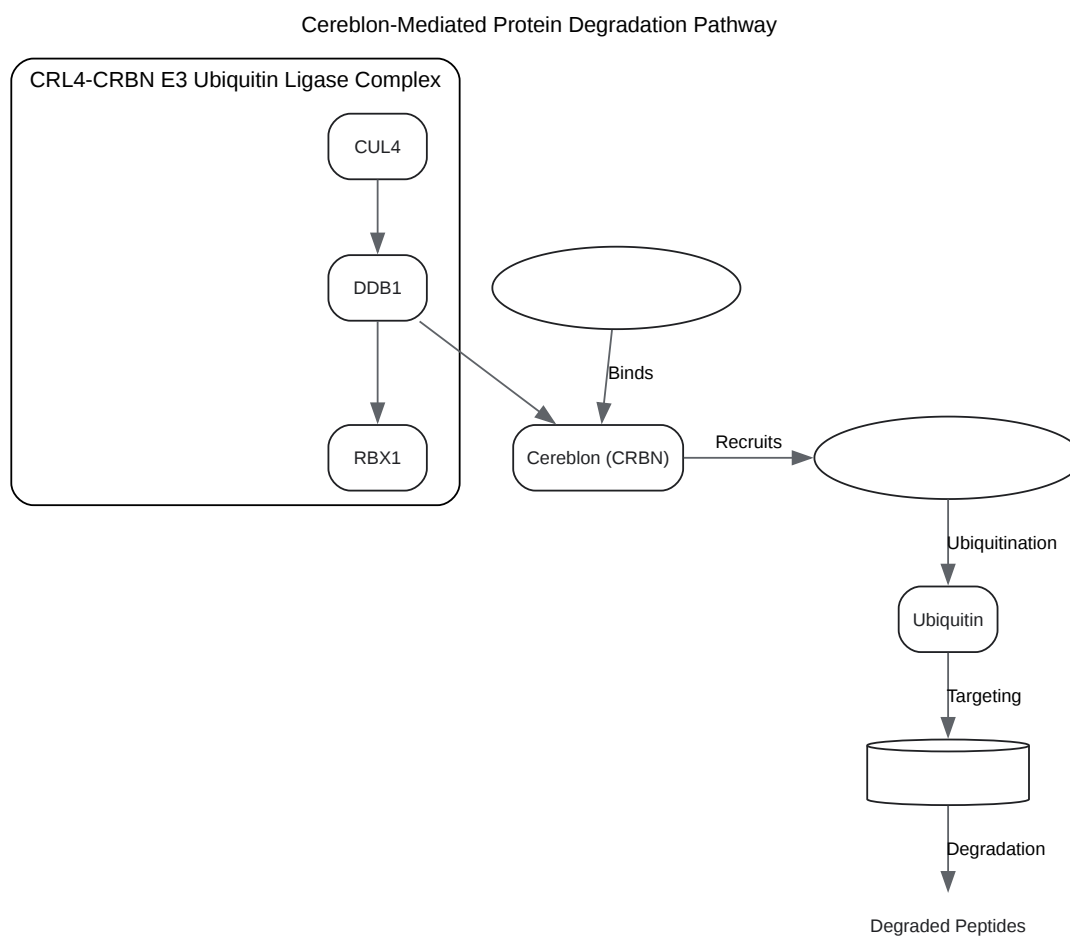 Cereblon-Mediated Protein Degradation Pathway
CRL4-CRBN E3 Ubiquitin Ligase Complex
CUL4
DDB1
Binds
RBX1
Cereblon (CRBN)
Recruits
Ubiquitination
Ubiquitin
Targeting
Degradation
Degraded Peptides